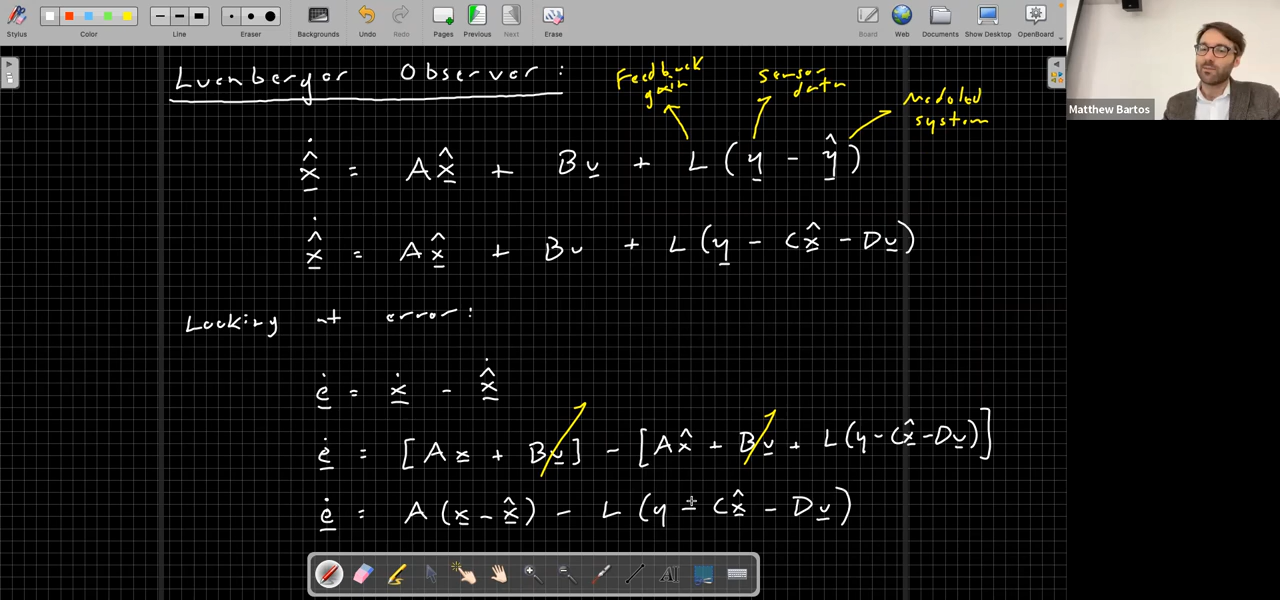 Stylus Color Line Eraser Backgrounds Undo Redo Pages Previous Next Erase Board Web Documents Show Desktop OpenBoard
Matthew Bartos
Luenberger Observer:
Feedback gain
sensor data
Modeled system
ẋ̂ = Ax̂ + Bu + L(y - ŷ)
ẋ̂ = Ax̂ + Bu + L(y - Cx̂ - Du)
Looking at error:
ė = ẋ - ẋ̂
ė = [Ax + Bu] - [Ax̂ + Bu + L(y - Cx̂ - Du)]
ė = A(x - x̂) - L(y - Cx̂ - Du)